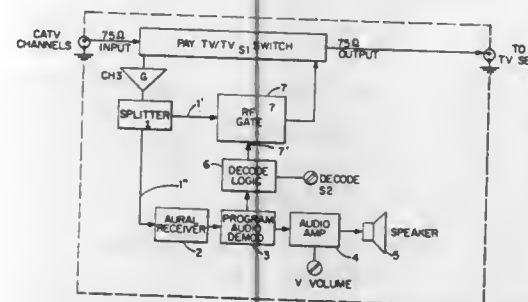 CATV
CHANNELS
75Ω
INPUT
PAY TV/TV SWITCH
S1
75Ω
OUTPUT
TO
TV SET
CH3
G
SPLITTER
1
1'
7
7
RF
GATE
7'
6
DECODE
LOGIC
DECODE
S2
1"
AURAL
RECEIVER
2
PROGRAM
AUDIO
DEMOD
3
AUDIO
AMP
4
SPEAKER
5
V VOLUME